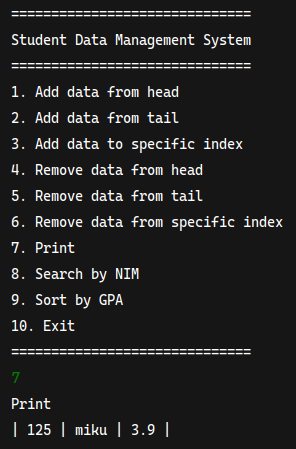 ==============================
Student Data Management System
==============================
1. Add data from head
2. Add data from tail
3. Add data to specific index
4. Remove data from head
5. Remove data from tail
6. Remove data from specific index
7. Print
8. Search by NIM
9. Sort by GPA
10. Exit
==============================
7
Print
| 125 | miku | 3.9 |